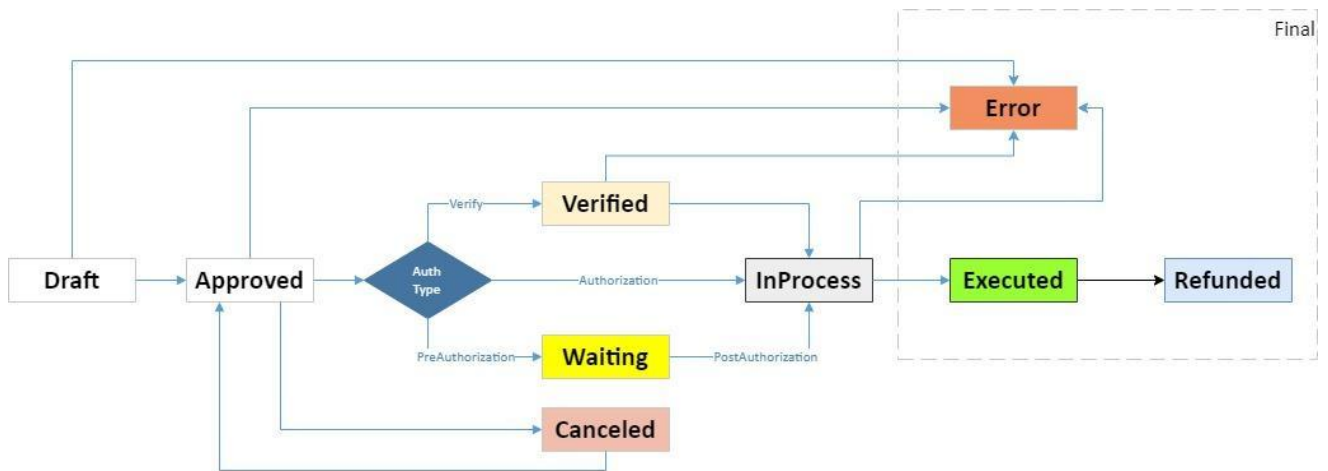 Final
Error
Verify
Verified
Draft
Approved
Auth
Type
Authorization
InProcess
Executed
Refunded
PreAuthorization
Waiting
PostAuthorization
Canceled